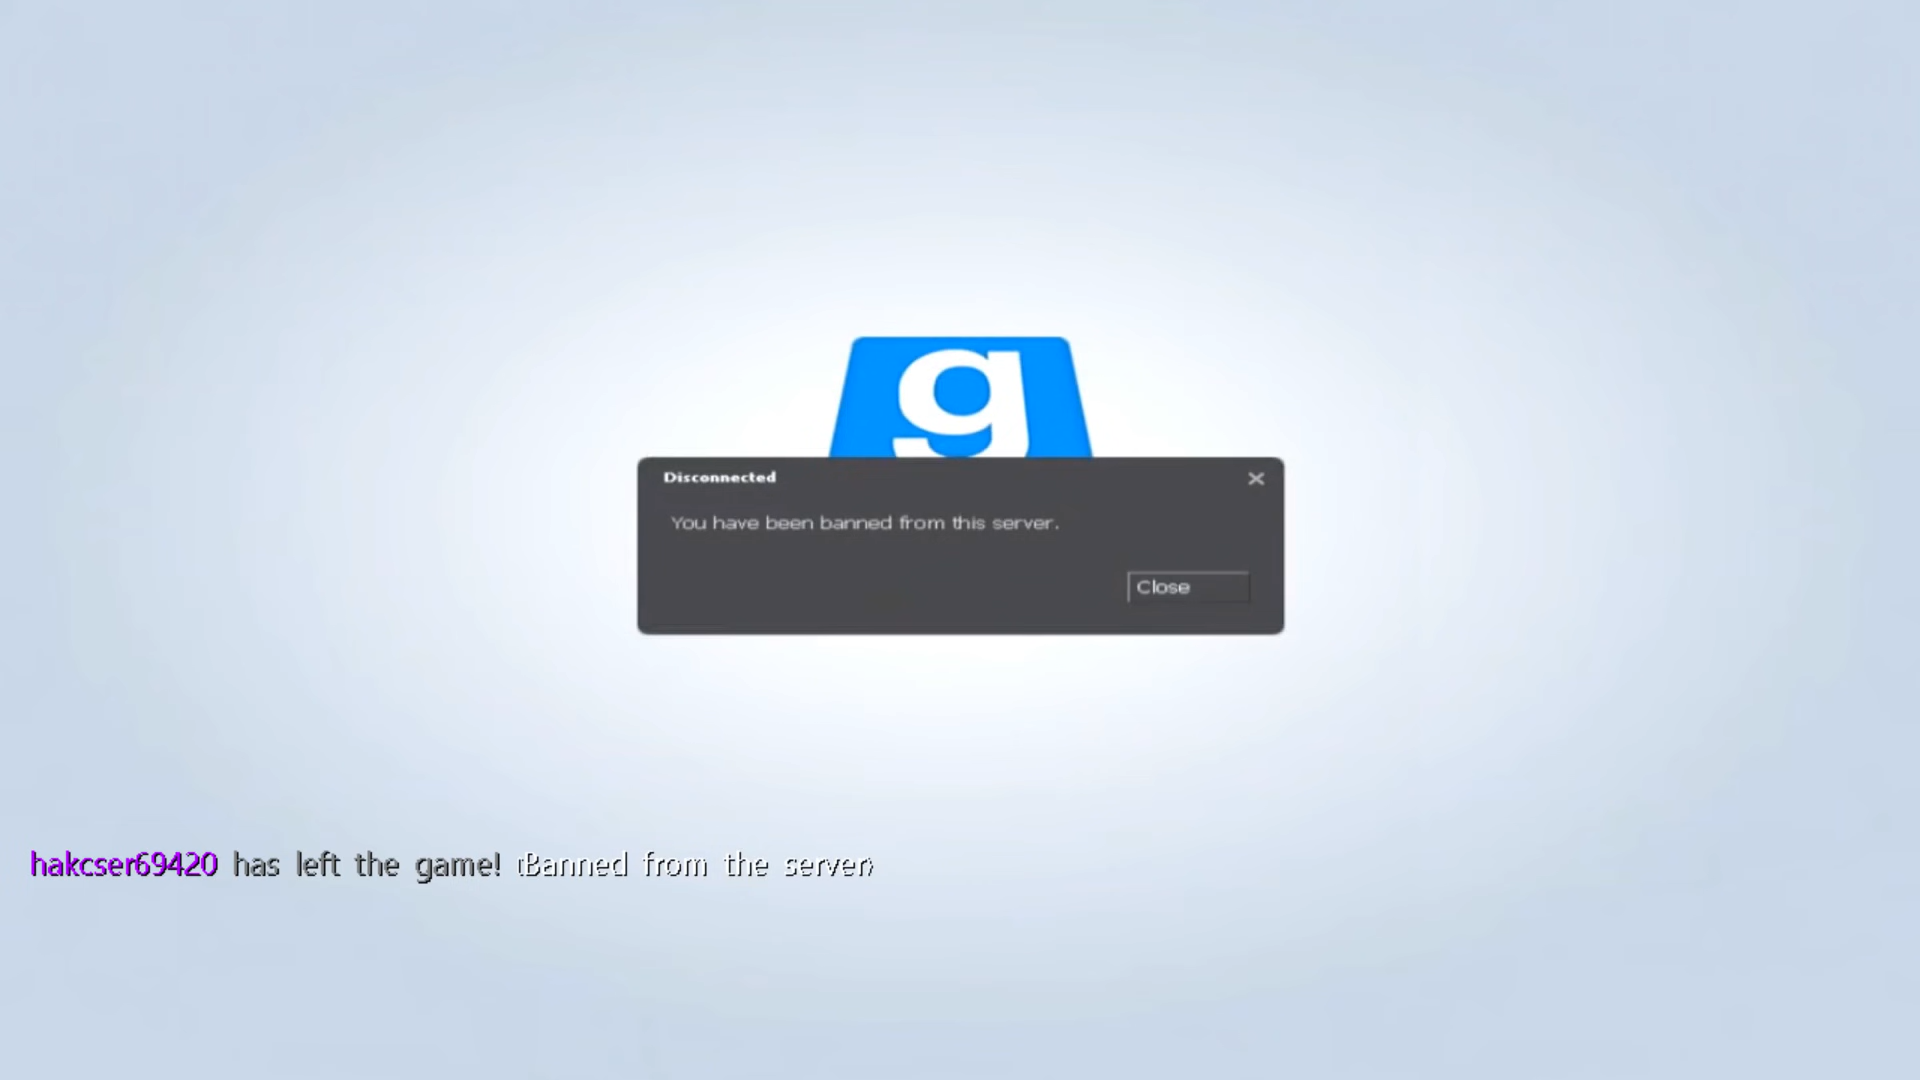 g
Disconnected
You have been banned from this server.
Close
hakcser69420 has left the game! (Banned from the server)